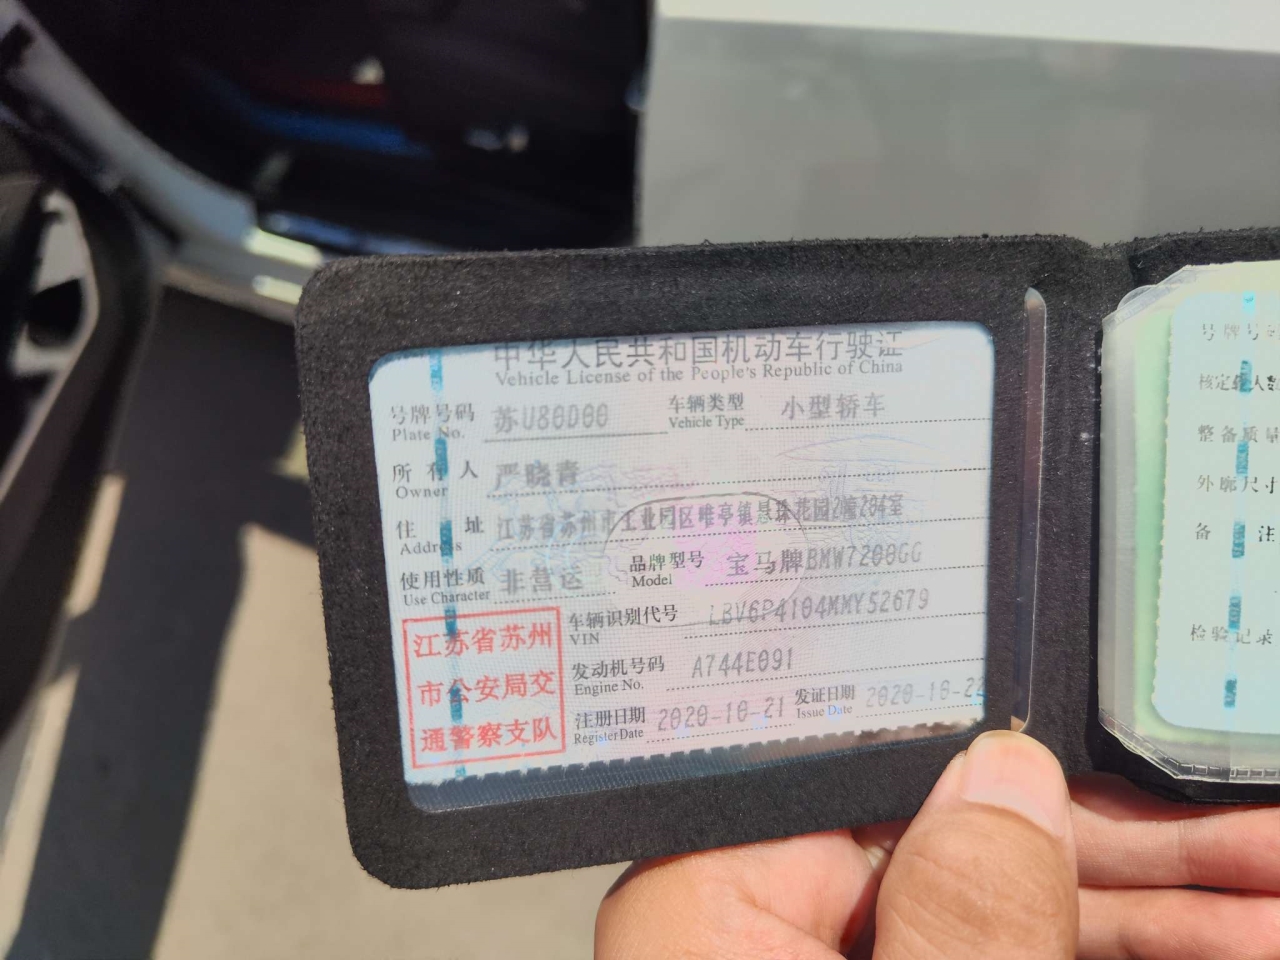 中华人民共和国机动车行驶证
Vehicle License of the People's Republic of China
号牌号码 苏U80D00 车辆类型 小型轿车
Plate No. Vehicle Type
所有人 严晓青
Owner
住址 江苏省苏州市工业园区唯亭镇悬珠花园2幢204室
Address
使用性质 非营运 品牌型号 宝马牌BMW7200GG
Use Character Model
江苏省苏州
市公安局交
通警察支队
车辆识别代号 LBV6P4104MMY52679
VIN
发动机号码 A744E091
Engine No.
注册日期 2020-10-21 发证日期 2020-10-22
Register Date Issue Date
号牌号码
核定载人数
整备质量
外廓尺寸
备注
检验记录